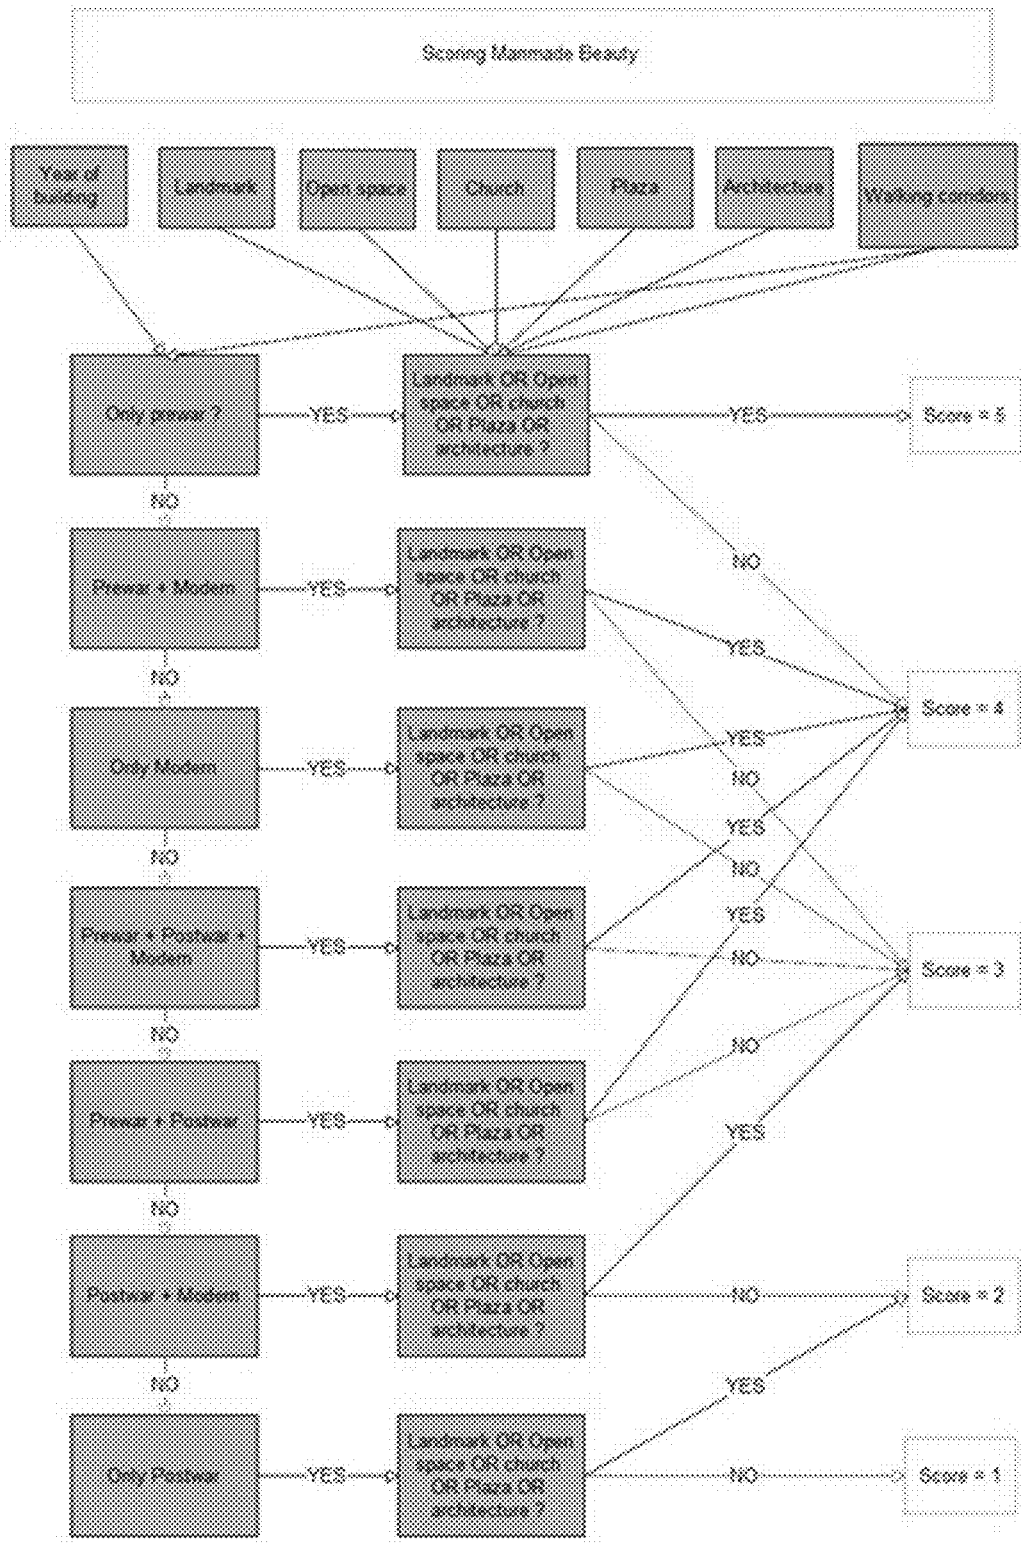 Scoring Manmade Beauty
Year of
building
Landmark
Open space
Church
Plaza
Architecture
Walking corridors
Only prewar ?
YES
Landmark OR Open
space OR church
OR Plaza OR
architecture ?
YES
Score = 5
NO
NO
Prewar + Modern
YES
Landmark OR Open
space OR church
OR Plaza OR
architecture ?
YES
NO
Score = 4
Only Modern
YES
Landmark OR Open
space OR church
OR Plaza OR
architecture ?
YES
NO
YES
NO
NO
Prewar + Postwar +
Modern
YES
Landmark OR Open
space OR church
OR Plaza OR
architecture ?
YES
NO
Score = 3
NO
NO
Prewar + Postwar
YES
Landmark OR Open
space OR church
OR Plaza OR
architecture ?
YES
NO
Postwar + Modern
YES
Landmark OR Open
space OR church
OR Plaza OR
architecture ?
NO
Score = 2
NO
YES
Only Postwar
YES
Landmark OR Open
space OR church
OR Plaza OR
architecture ?
NO
Score = 1